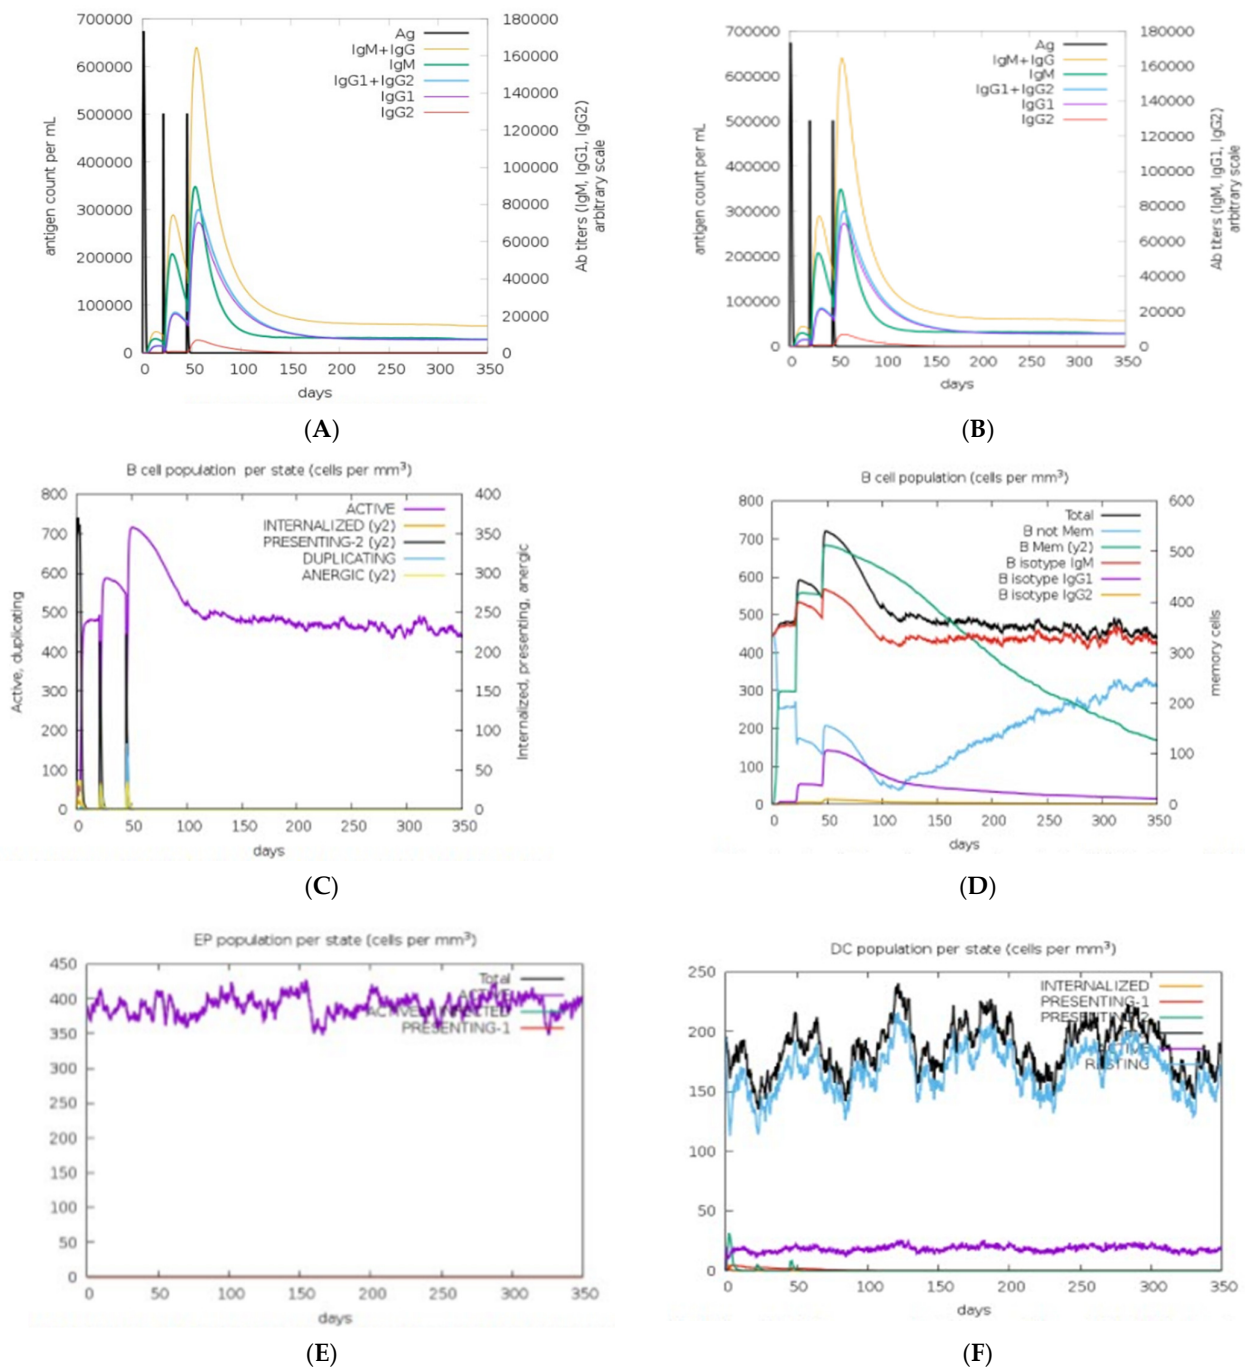 700000
600000
500000
400000
300000
200000
100000
0
antigen count per mL
Ag
IgM+IgG
IgM
IgG1+IgG2
IgG1
IgG2
180000
160000
140000
120000
100000
80000
60000
40000
20000
0
Ab titers (IgM, IgG1, IgG2)
arbitrary scale
0 50 100 150 200 250 300 350
days
(A)
700000
600000
500000
400000
300000
200000
100000
0
antigen count per mL
Ag
IgM+IgG
IgM
IgG1+IgG2
IgG1
IgG2
180000
160000
140000
120000
100000
80000
60000
40000
20000
0
Ab titers (IgM, IgG1, IgG2)
arbitrary scale
0 50 100 150 200 250 300 350
days
(B)
B cell population per state (cells per mm³)
800
700
600
500
400
300
200
100
0
Active, duplicating
ACTIVE
INTERNALIZED (y2)
PRESENTING-2 (y2)
DUPLICATING
ANERGIC (y2)
400
350
300
250
200
150
100
50
0
Internalized, presenting, anergic
0 50 100 150 200 250 300 350
days
(C)
B cell population (cells per mm³)
800
700
600
500
400
300
200
100
0
Total
B not Mem
B Mem (y2)
B isotype IgM
B isotype IgG1
B isotype IgG2
600
500
400
300
200
100
0
memory cells
0 50 100 150 200 250 300 350
days
(D)
EP population per state (cells per mm³)
450
400
350
300
250
200
150
100
50
0
Total
PRESENTING-1
0 50 100 150 200 250 300 350
days
(E)
DC population per state (cells per mm³)
250
200
150
100
50
0
INTERNALIZED
PRESENTING-1
PRESENTING-2
ACTIVE
RESTING
0 50 100 150 200 250 300 350
days
(F)